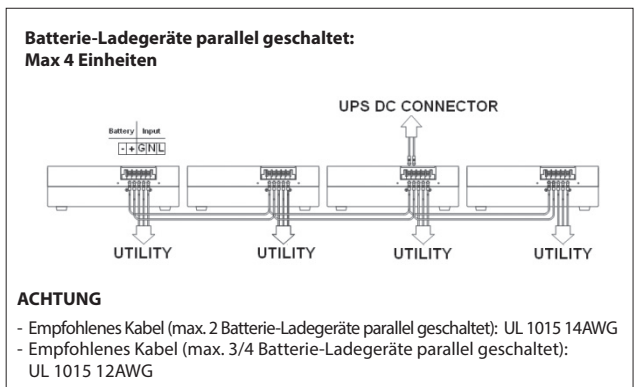 Batterie-Ladegeräte parallel geschaltet:
Max 4 Einheiten
UPS DC CONNECTOR
Battery Input
- + G N L
UTILITY UTILITY UTILITY UTILITY
ACHTUNG
- Empfohlenes Kabel (max. 2 Batterie-Ladegeräte parallel geschaltet): UL 1015 14AWG
- Empfohlenes Kabel (max. 3/4 Batterie-Ladegeräte parallel geschaltet):
UL 1015 12AWG